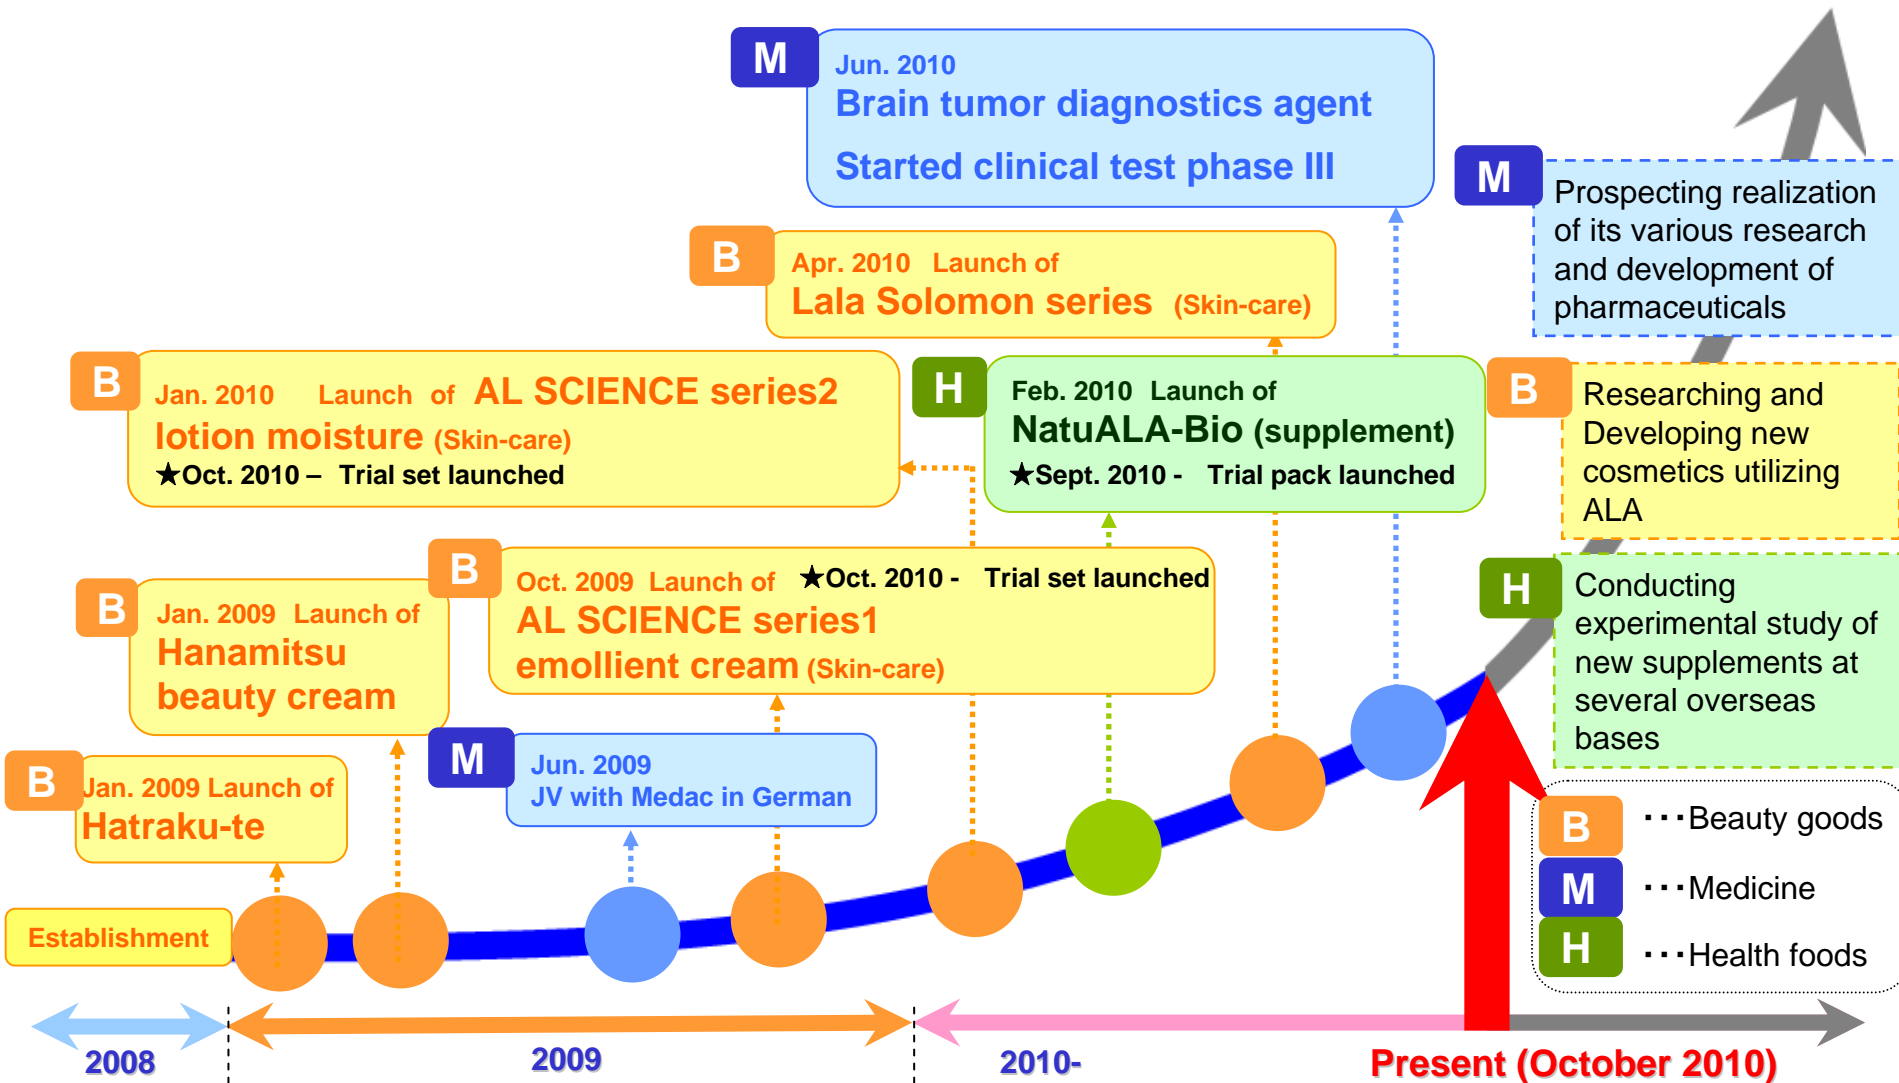 M
Jun. 2010
Brain tumor diagnostics agent
Started clinical test phase III
M
Prospecting realization
of its various research
and development of
pharmaceuticals
B
Apr. 2010 Launch of
Lala Solomon series (Skin-care)
B
Jan. 2010 Launch of AL SCIENCE series2
lotion moisture (Skin-care)
★Oct. 2010 – Trial set launched
H
Feb. 2010 Launch of
NatuALA-Bio (supplement)
★Sept. 2010 - Trial pack launched
B
Researching and
Developing new
cosmetics utilizing
ALA
B
Jan. 2009 Launch of
Hanamitsu
beauty cream
B
Oct. 2009 Launch of ★Oct. 2010 - Trial set launched
AL SCIENCE series1
emollient cream (Skin-care)
H
Conducting
experimental study of
new supplements at
several overseas
bases
B
Jan. 2009 Launch of
Hatraku-te
M
Jun. 2009
JV with Medac in German
B ･･･Beauty goods
M ･･･Medicine
H ･･･Health foods
Establishment
2008
2009
2010-
Present (October 2010)